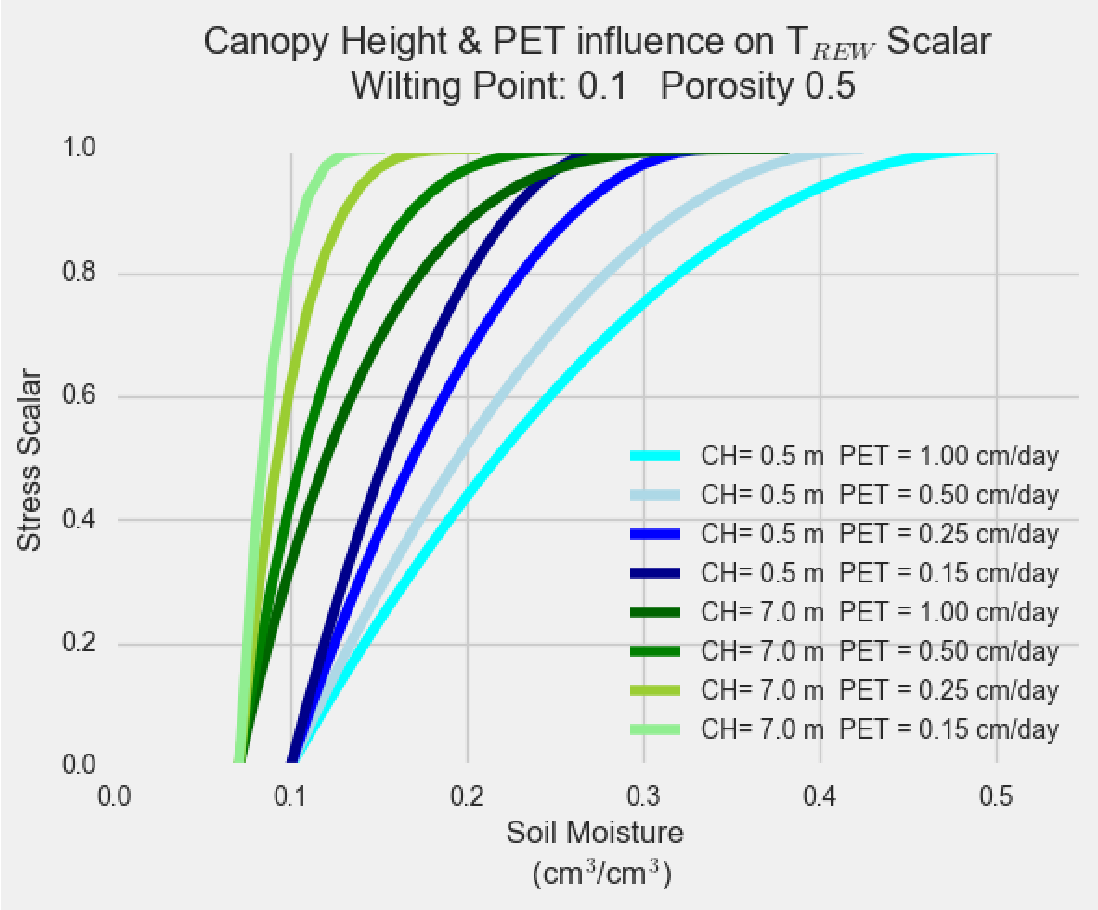 Canopy Height & PET influence on T_REW Scalar
Wilting Point: 0.1 Porosity 0.5
1.0
0.8
0.6
0.4
0.2
0.0
Stress Scalar
CH= 0.5 m PET = 1.00 cm/day
CH= 0.5 m PET = 0.50 cm/day
CH= 0.5 m PET = 0.25 cm/day
CH= 0.5 m PET = 0.15 cm/day
CH= 7.0 m PET = 1.00 cm/day
CH= 7.0 m PET = 0.50 cm/day
CH= 7.0 m PET = 0.25 cm/day
CH= 7.0 m PET = 0.15 cm/day
0.0 0.1 0.2 0.3 0.4 0.5
Soil Moisture
(cm³/cm³)